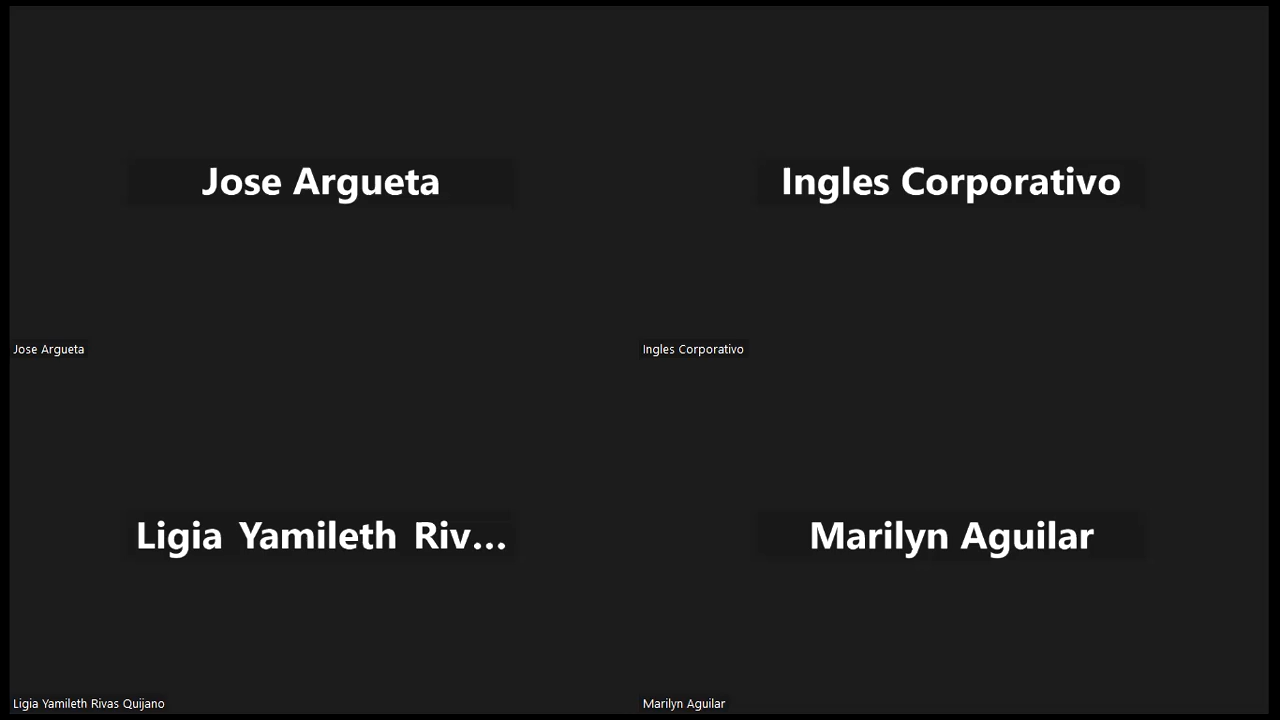 Jose Argueta
Ingles Corporativo
Jose Argueta
Ingles Corporativo
Ligia Yamileth Riv...
Marilyn Aguilar
Ligia Yamileth Rivas Quijano
Marilyn Aguilar